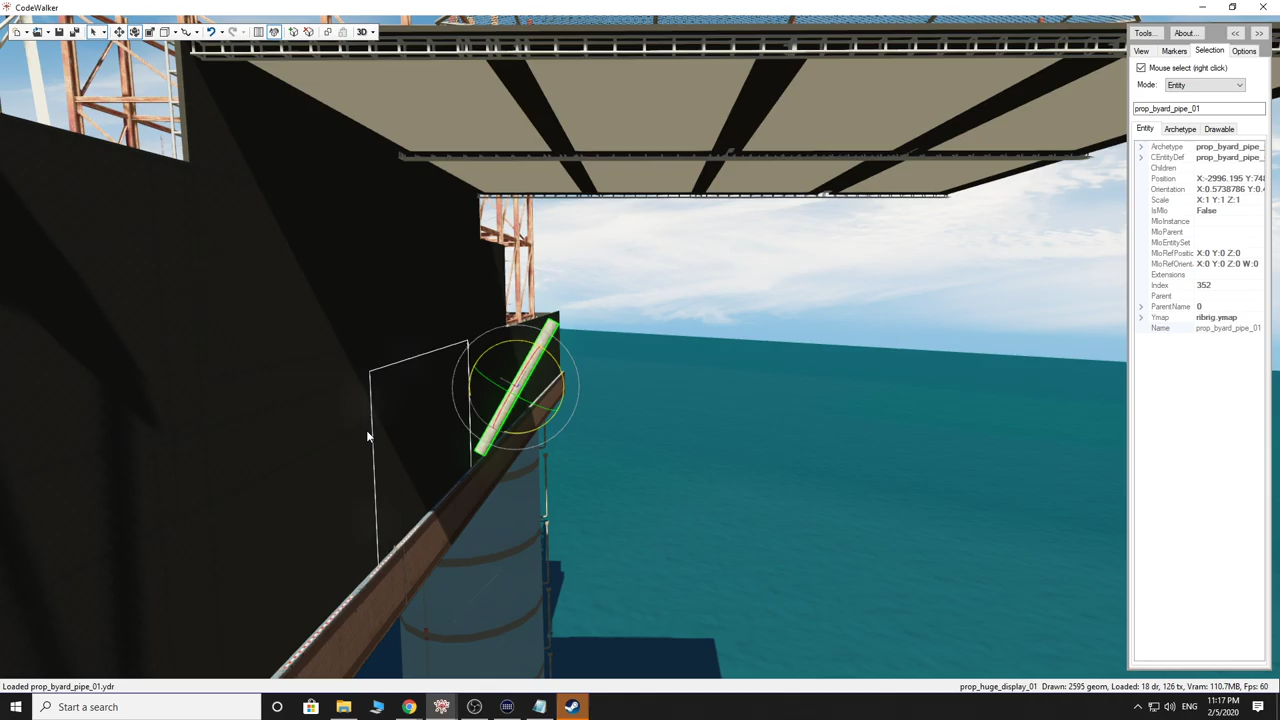 CodeWalker
3D
Tools... About... << >>
View Markers Selection Options
Mouse select (right click)
Mode: Entity
prop_byard_pipe_01
Entity Archetype Drawable
Archetype prop_byard_pipe_
CEntityDef prop_byard_pipe_
Children
Position X:-2996.195 Y:748
Orientation X:0.5738786 Y:0.4
Scale X:1 Y:1 Z:1
IsMlo False
MloInstance
MloParent
MloEntitySet
MloRefPositic X:0 Y:0 Z:0
MloRefOrient X:0 Y:0 Z:0 W:0
Extensions
Index 352
Parent
ParentName 0
Ymap ribrig.ymap
Name prop_byard_pipe_01
Loaded prop_byard_pipe_01.ydr
prop_huge_display_01 Drawn: 2595 geom, Loaded: 18 dr, 126 tx, Vram: 110.7MB, Fps: 60
Start a search
ENG
11:17 PM
2/5/2020